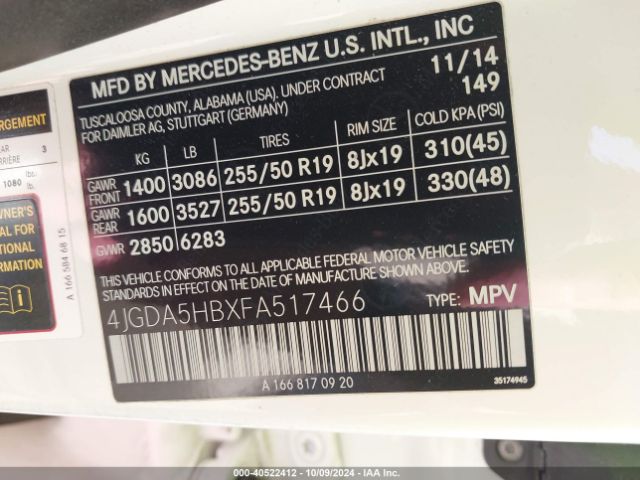 MFD BY MERCEDES-BENZ U.S. INTL., INC
TUSCALOOSA COUNTY, ALABAMA (USA). UNDER CONTRACT 11/14
FOR DAIMLER AG, STUTTGART (GERMANY) 149
KG LB TIRES RIM SIZE COLD KPA(PSI)
GAWR FRONT 1400 3086 255/50 R19 8Jx19 310(45)
GAWR REAR 1600 3527 255/50 R19 8Jx19 330(48)
GVWR 2850 6283
THIS VEHICLE CONFORMS TO ALL APPLICABLE FEDERAL MOTOR VEHICLE SAFETY
STANDARDS IN EFFECT ON THE DATE OF MANUFACTURE SHOWN ABOVE.
4JGDA5HBXFA517466 TYPE: MPV
A 166 817 09 20 35174945
ARGEMENT
3
1080 lbs.
FOR
INFORMATION
A 166 584 68 15
000-40522412 - 10/09/2024 - IAA Inc.